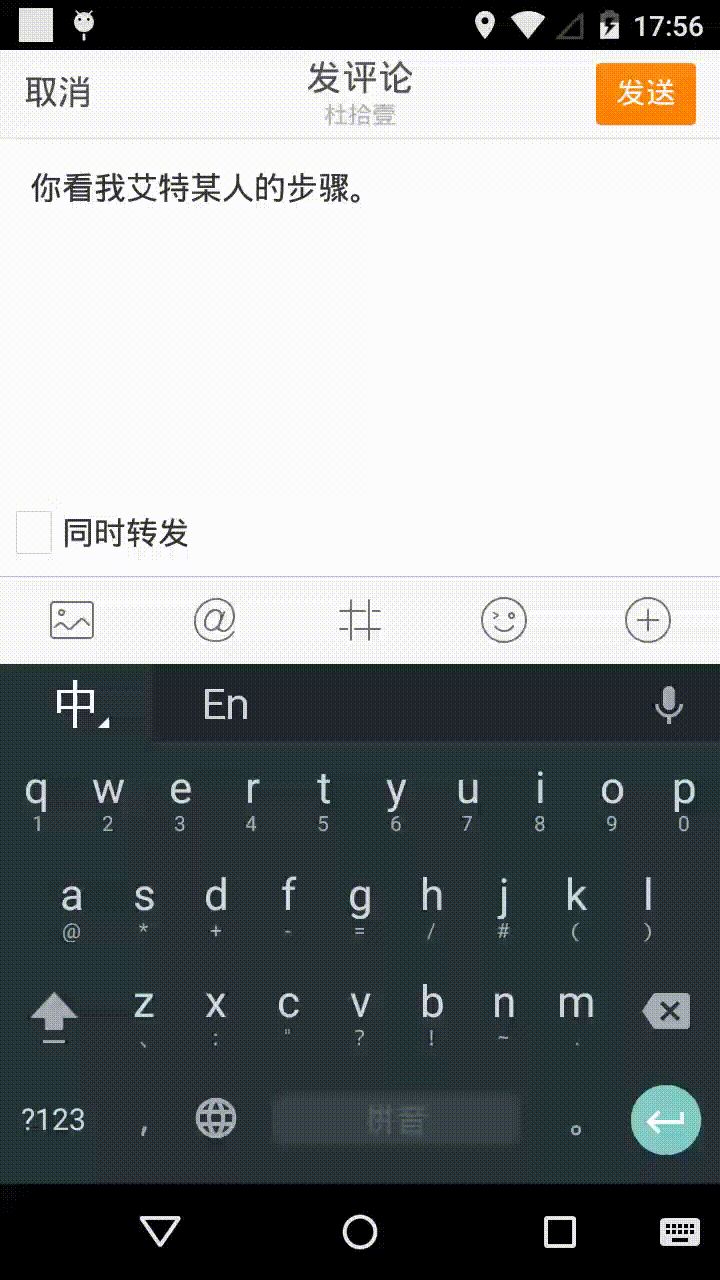 17:56
取消
发评论
发送
杜拾壹
你看我艾特某人的步骤。
同时转发
中 En
q w e r t y u i o p
1 2 3 4 5 6 7 8 9 0
a s d f g h j k l
@ * + - = / # ( )
z x c v b n m
、 : " ? ! ~ .
?123 , 拼音 。